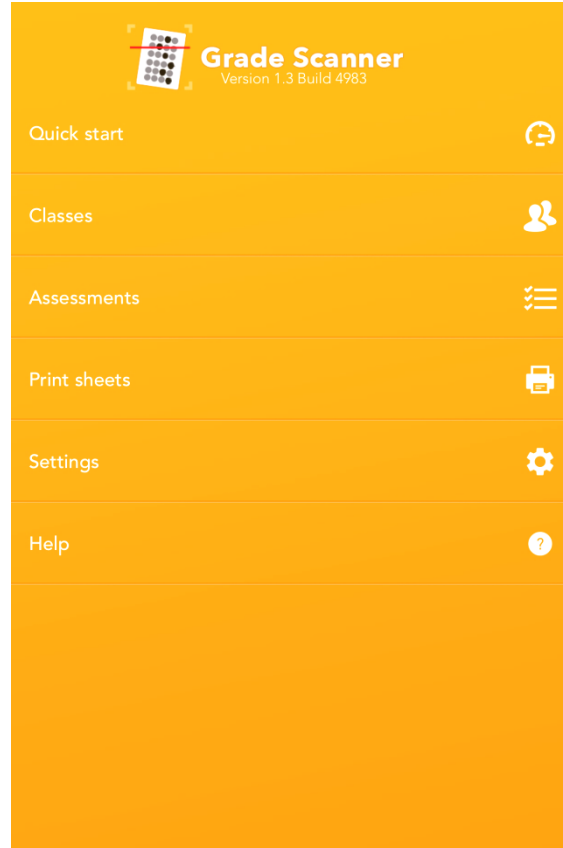 Grade Scanner
Version 1.3 Build 4983
Quick start
Classes
Assessments
Print sheets
Settings
Help
?